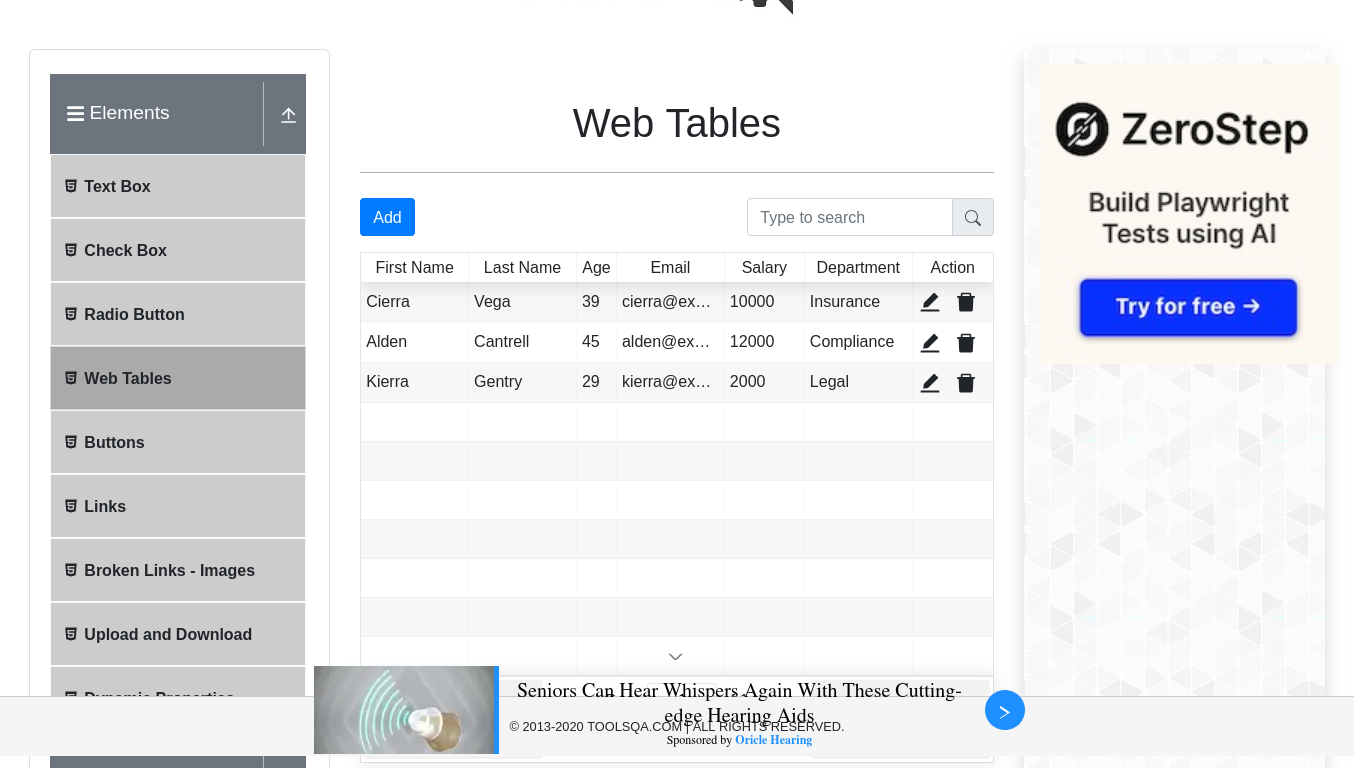 Elements
Text Box
Check Box
Radio Button
Web Tables
Buttons
Links
Broken Links - Images
Upload and Download
Web Tables
Add
Type to search
First Name Last Name Age Email Salary Department Action
Cierra Vega 39 cierra@ex… 10000 Insurance
Alden Cantrell 45 alden@ex… 12000 Compliance
Kierra Gentry 29 kierra@ex… 2000 Legal
ZeroStep
Build Playwright
Tests using AI
Try for free →
Seniors Can Hear Whispers Again With These Cutting-
edge Hearing Aids
© 2013-2020 TOOLSQA.COM | ALL RIGHTS RESERVED.
Sponsored by Oricle Hearing